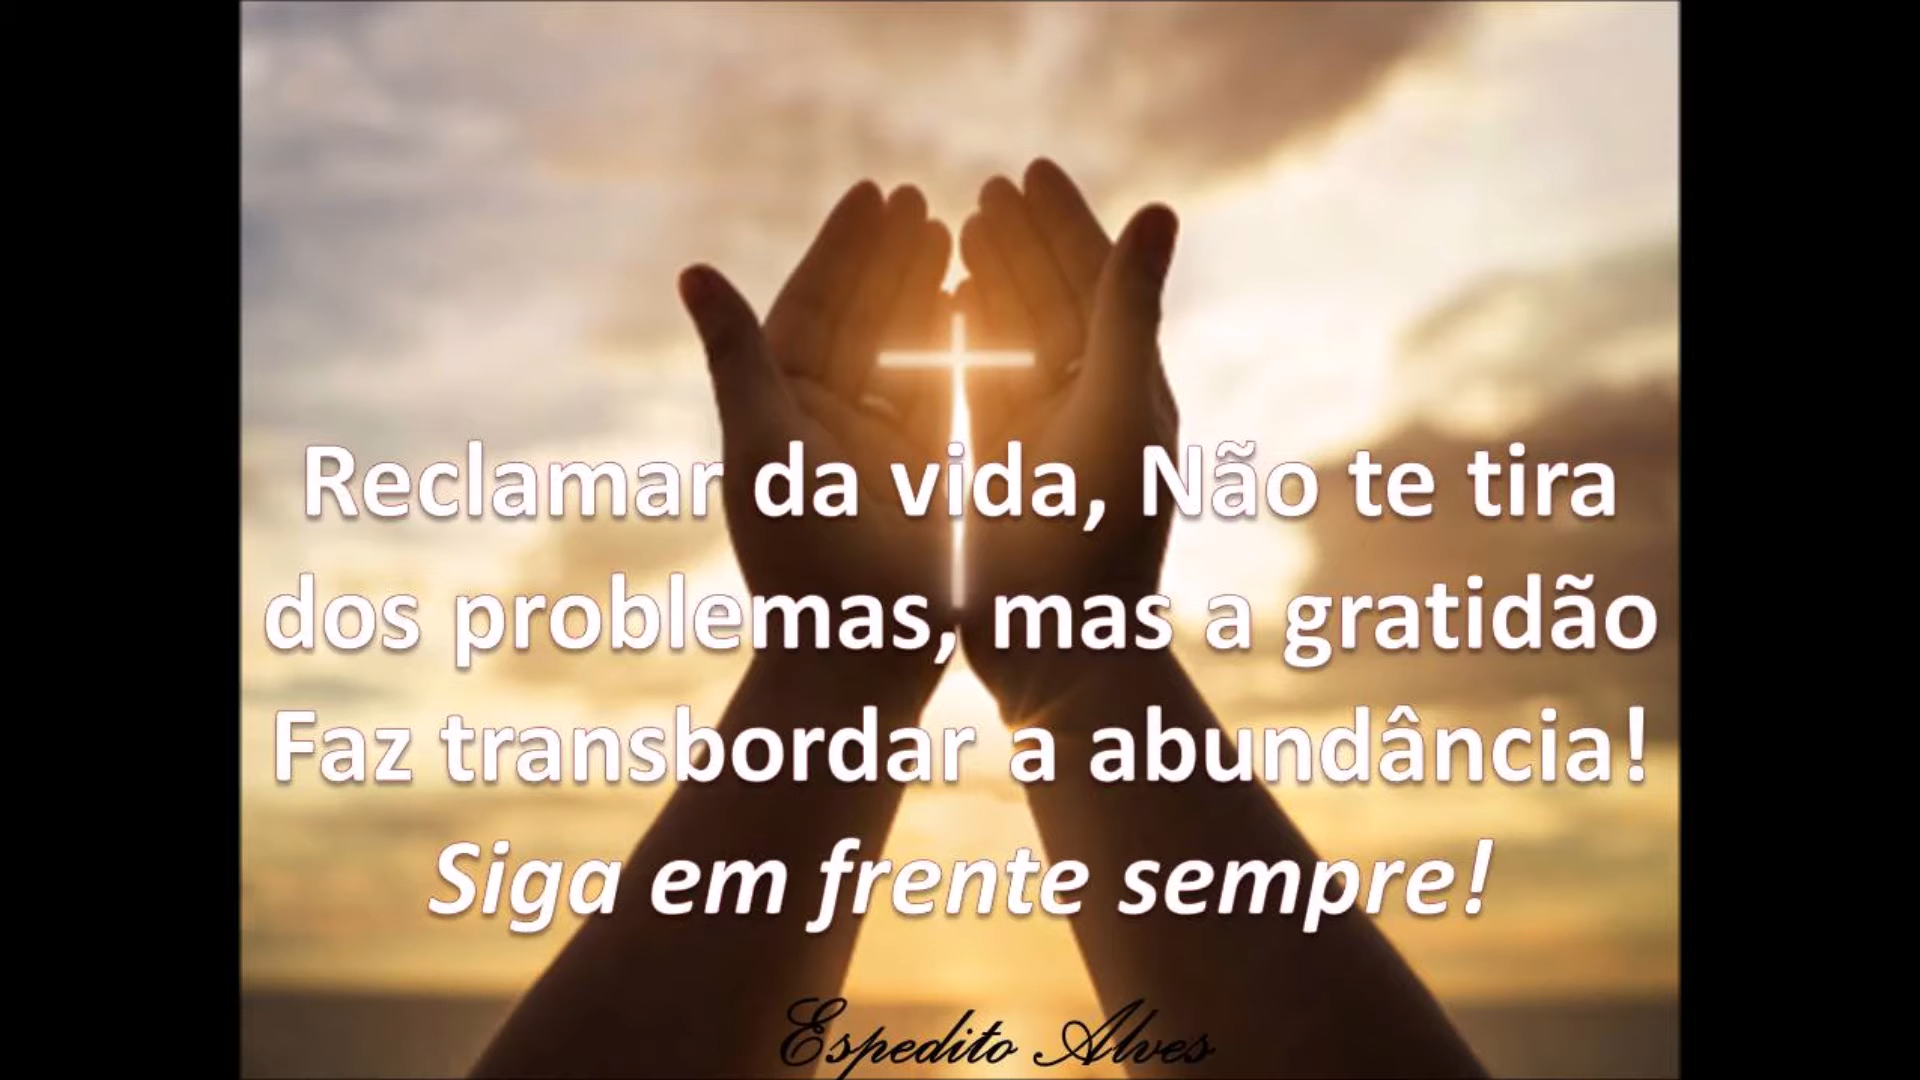 Reclamar da vida, Não te tira
dos problemas, mas a gratidão
Faz transbordar a abundância!
Siga em frente sempre!
Espedito Alves